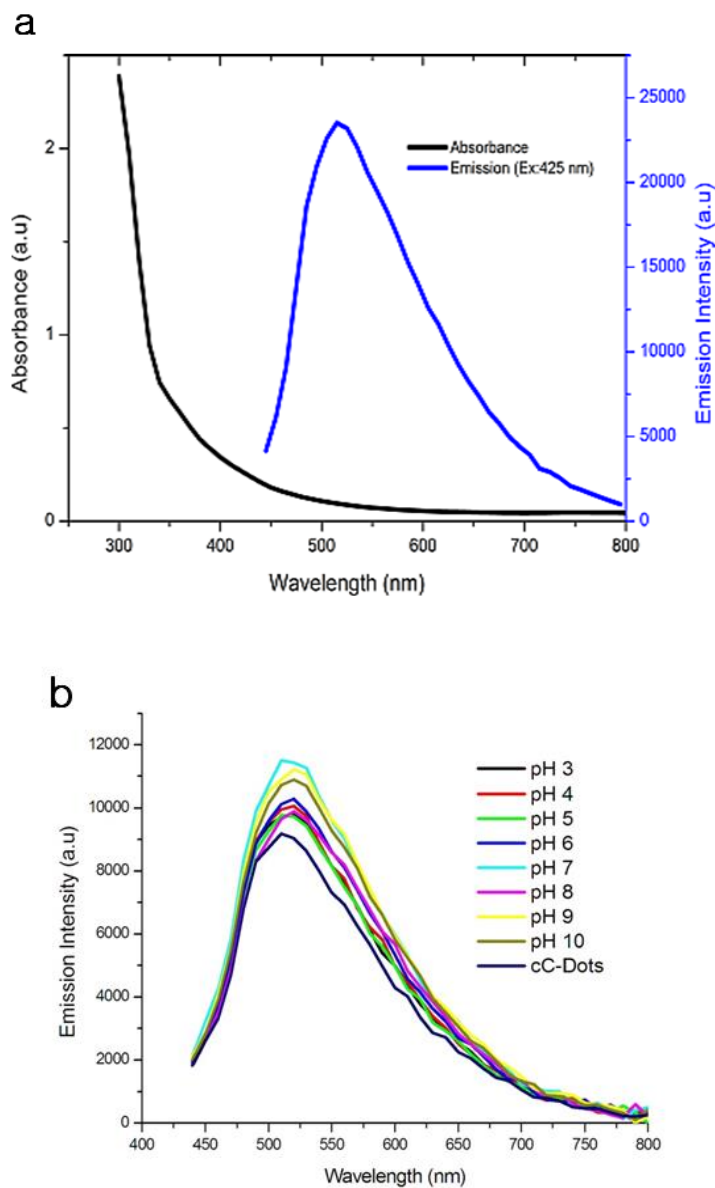 a
Absorbance (a.u)
2
1
0
Absorbance
Emission (Ex:425 nm)
25000
20000
15000
10000
5000
0
Emission Intensity (a.u)
300 400 500 600 700 800
Wavelength (nm)
b
Emission Intensity (a.u)
12000
10000
8000
6000
4000
2000
0
pH 3
pH 4
pH 5
pH 6
pH 7
pH 8
pH 9
pH 10
cC-Dots
400 450 500 550 600 650 700 750 800
Wavelength (nm)